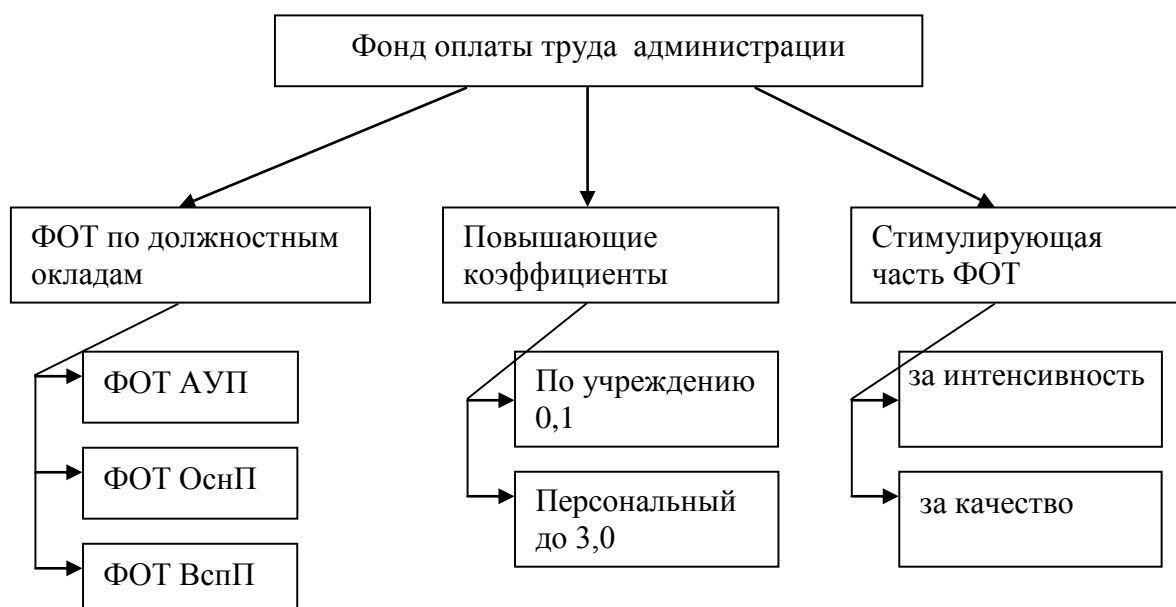 Фонд оплаты труда администрации
ФОТ по должностным
окладам
ФОТ АУП
ФОТ ОснП
ФОТ ВспП
Повышающие
коэффициенты
По учреждению
0,1
Персональный
до 3,0
Стимулирующая
часть ФОТ
за интенсивность
за качество